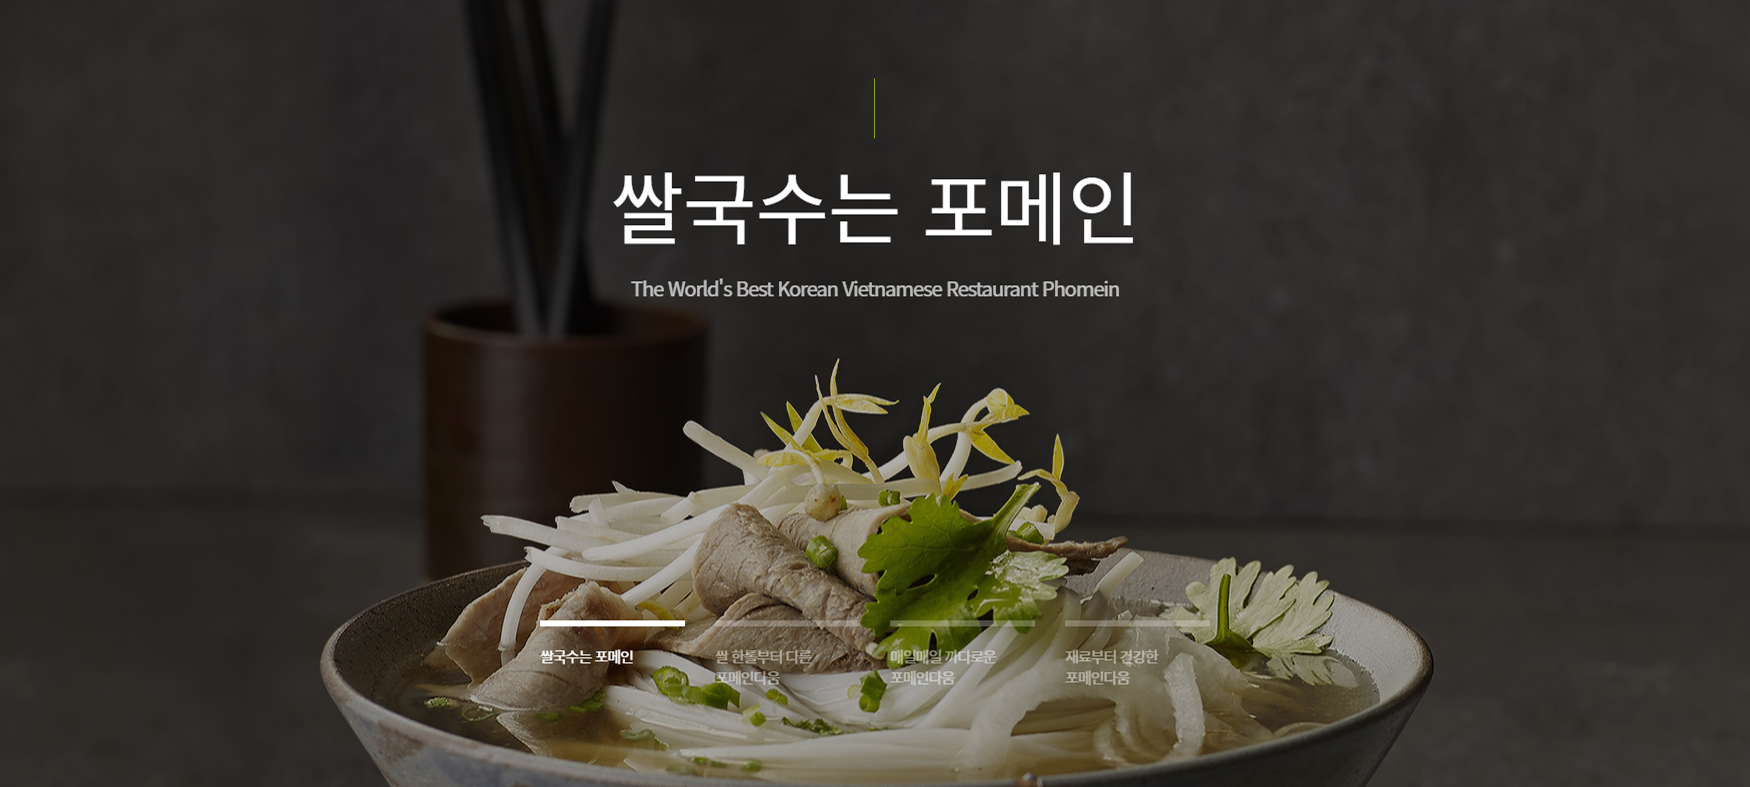 쌀국수는 포메인
The World's Best Korean Vietnamese Restaurant Phomein
쌀국수는 포메인
쌀 한톨부터 다른
포메인다움
매일매일 까다로운
포메인다움
재료부터 건강한
포메인다움